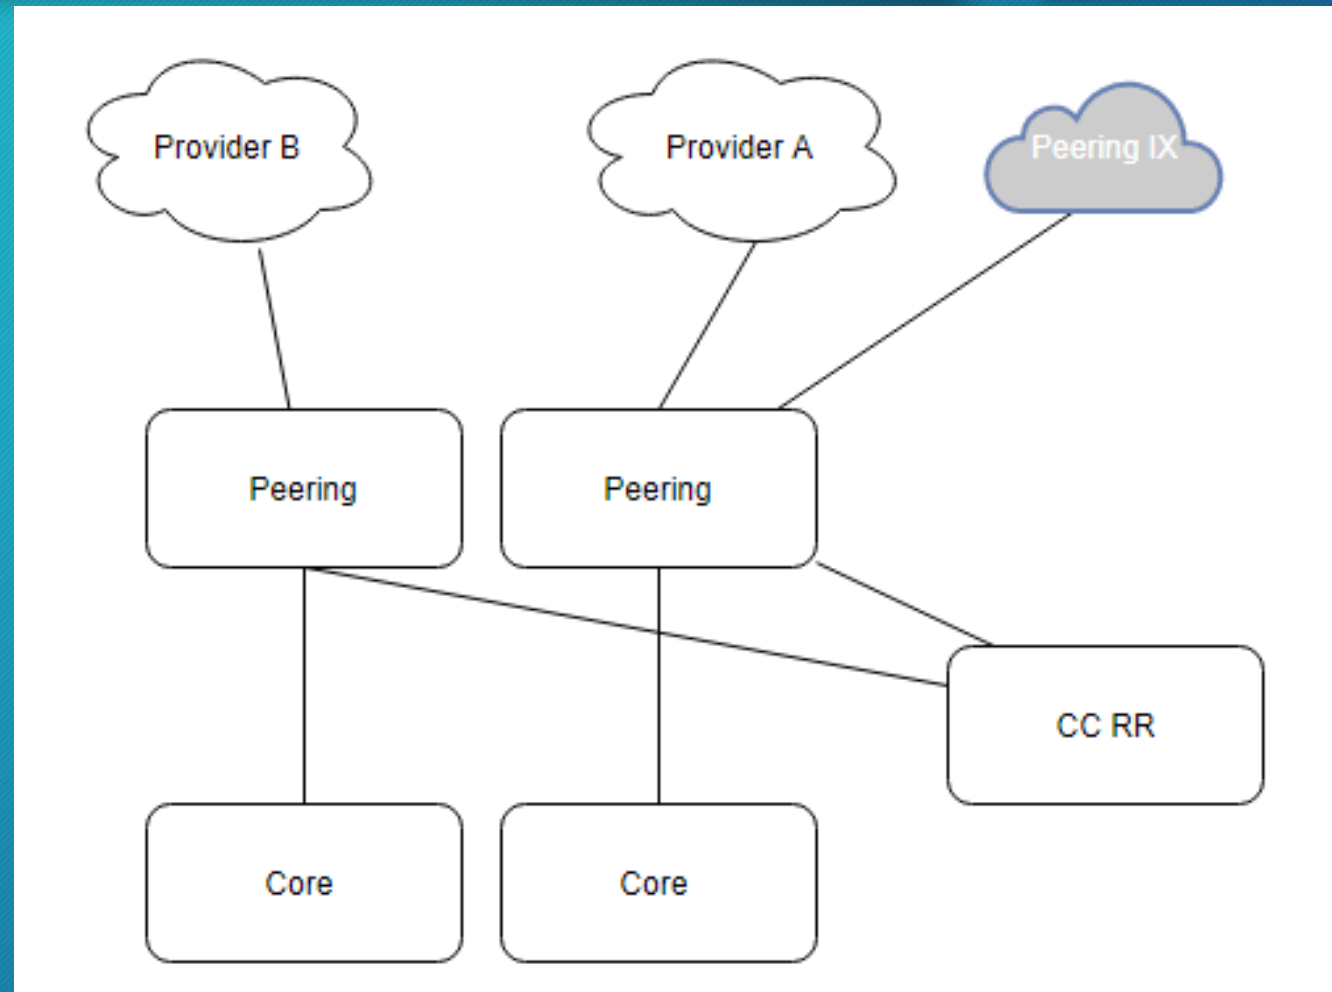 Provider B
Provider A
Peering IX
Peering
Peering
CC RR
Core
Core